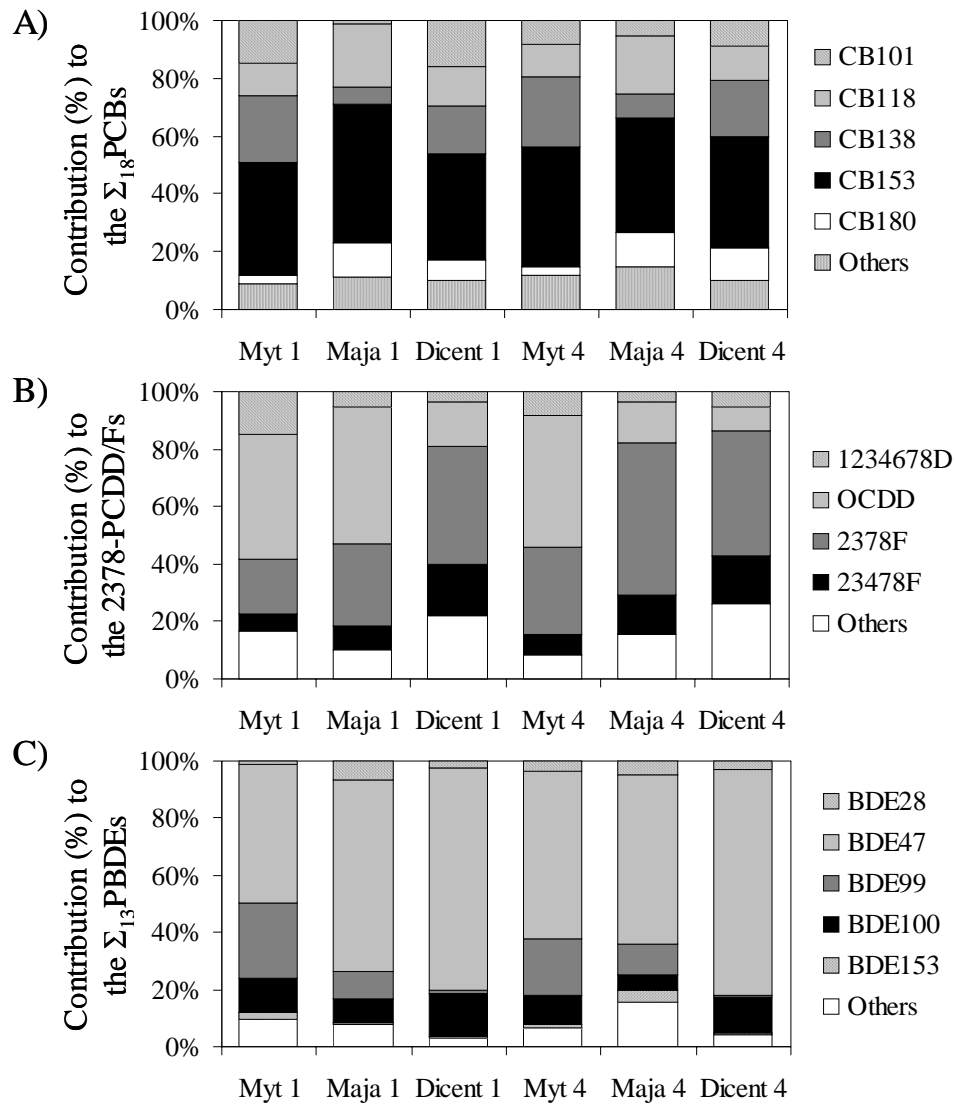 A)
Contribution (%) to
the Σ18PCBs
100%
80%
60%
40%
20%
0%
Myt 1 Maja 1 Dicent 1 Myt 4 Maja 4 Dicent 4
CB101
CB118
CB138
CB153
CB180
Others
B)
Contribution (%) to
the 2378-PCDD/Fs
100%
80%
60%
40%
20%
0%
Myt 1 Maja 1 Dicent 1 Myt 4 Maja 4 Dicent 4
1234678D
OCDD
2378F
23478F
Others
C)
Contribution (%) to
the Σ13PBDEs
100%
80%
60%
40%
20%
0%
Myt 1 Maja 1 Dicent 1 Myt 4 Maja 4 Dicent 4
BDE28
BDE47
BDE99
BDE100
BDE153
Others